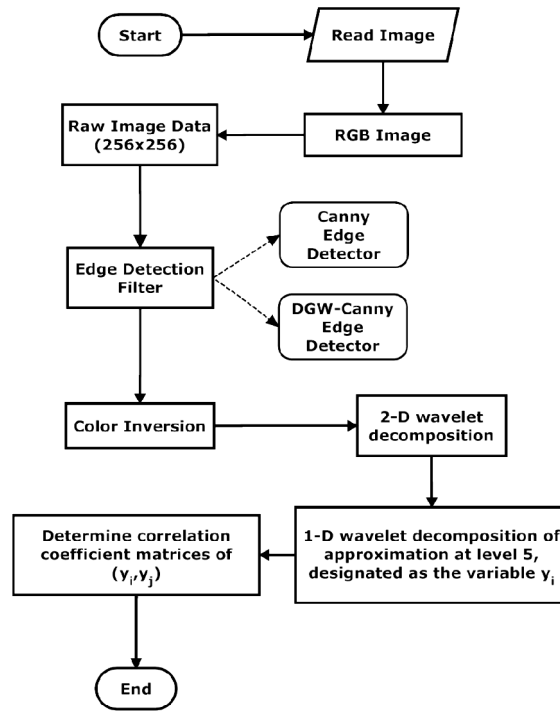 Start
Read Image
RGB Image
Raw Image Data
(256x256)
Edge Detection
Filter
Canny
Edge
Detector
DGW-Canny
Edge
Detector
Color Inversion
2-D wavelet
decomposition
1-D wavelet decomposition of
approximation at level 5,
designated as the variable yi
Determine correlation
coefficient matrices of
(yi,yj)
End